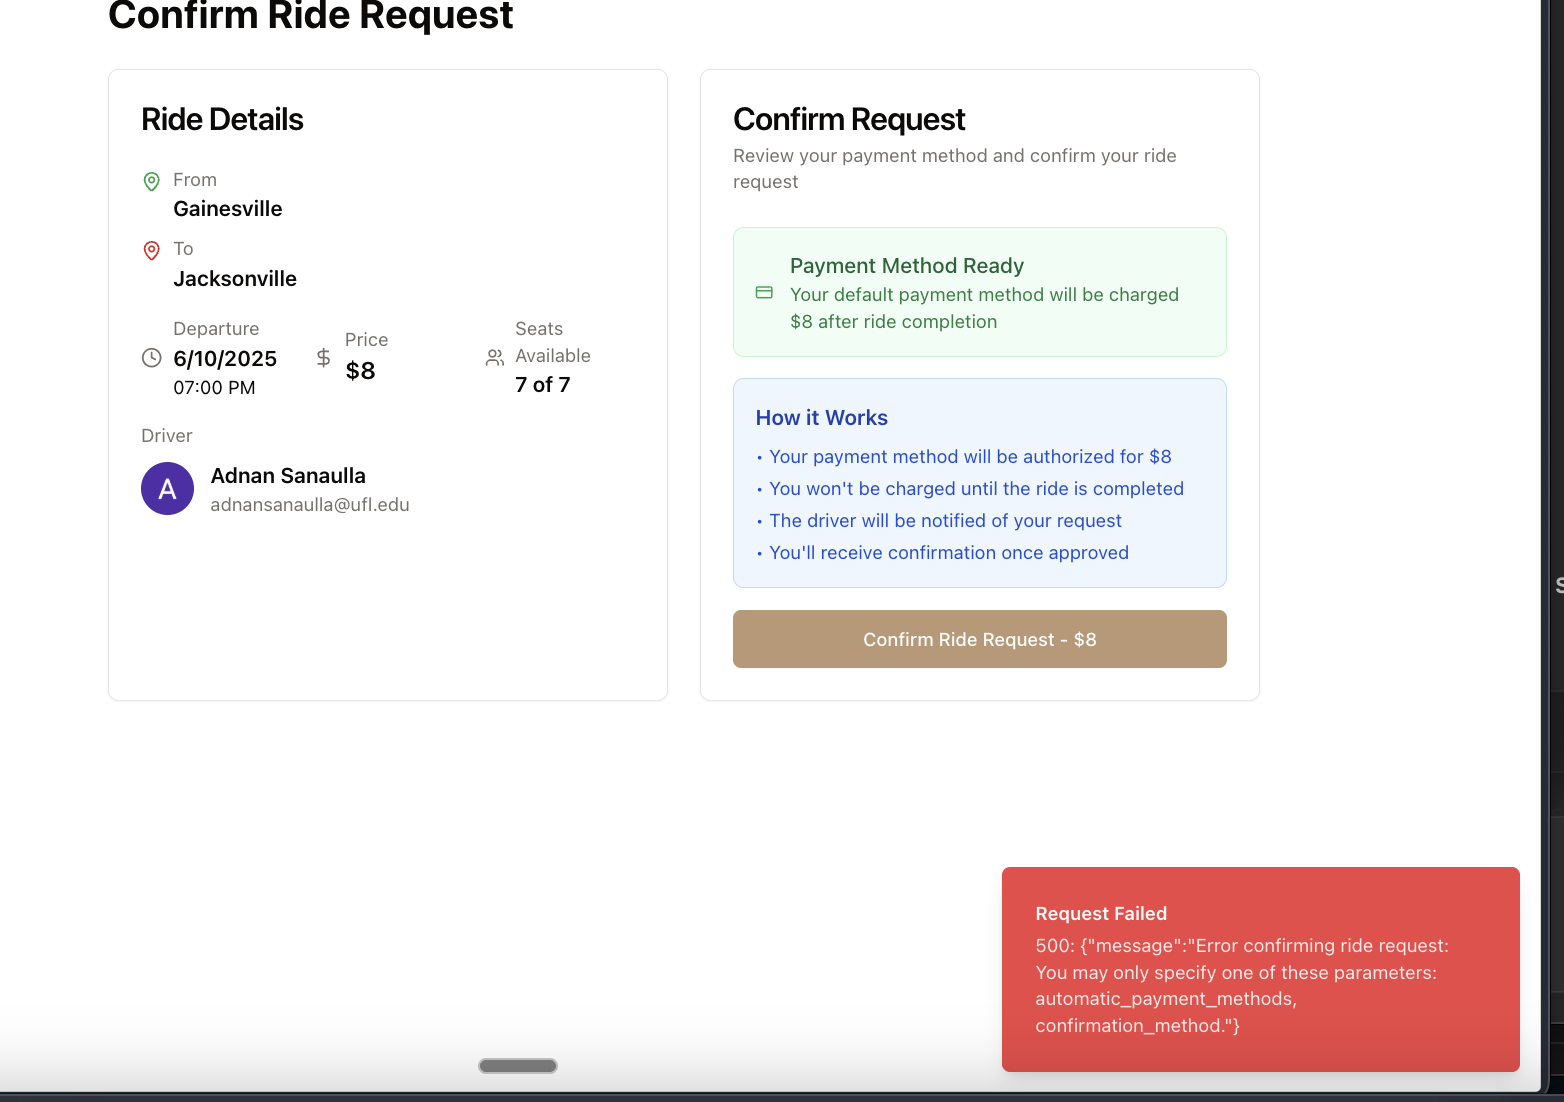 Confirm Ride Request
Ride Details
From
Gainesville
To
Jacksonville
Departure
6/10/2025
07:00 PM
Price
$8
Seats
Available
7 of 7
Driver
A
Adnan Sanaulla
adnansanaulla@ufl.edu
Confirm Request
Review your payment method and confirm your ride
request
Payment Method Ready
Your default payment method will be charged
$8 after ride completion
How it Works
• Your payment method will be authorized for $8
• You won't be charged until the ride is completed
• The driver will be notified of your request
• You'll receive confirmation once approved
Confirm Ride Request - $8
Request Failed
500: {"message":"Error confirming ride request:
You may only specify one of these parameters:
automatic_payment_methods,
confirmation_method."}